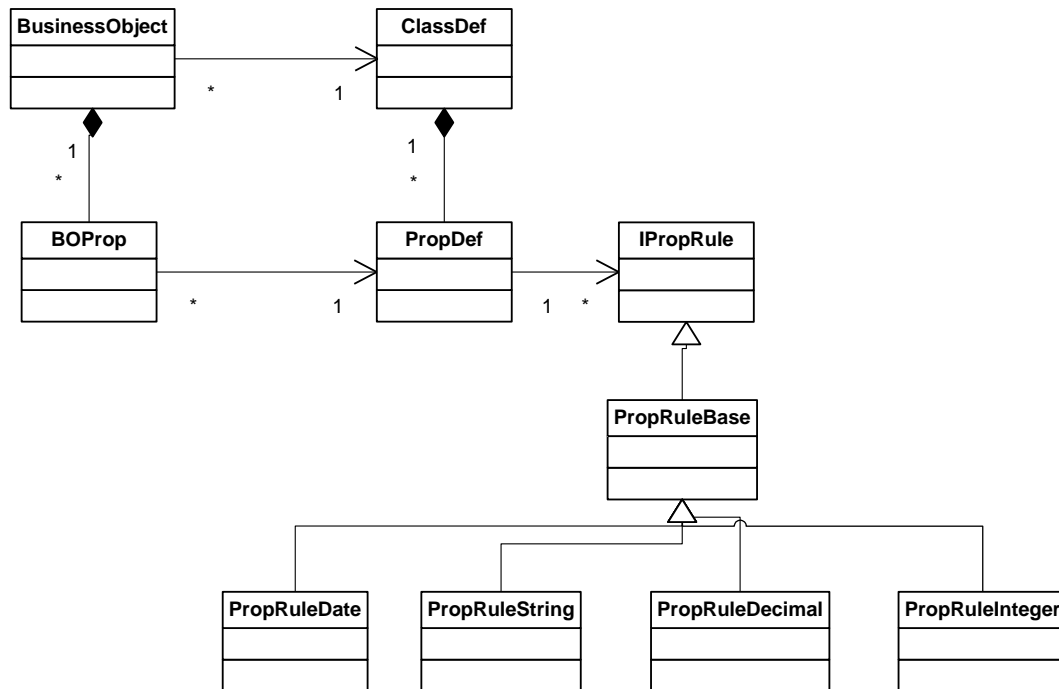 BusinessObject
ClassDef
*
1
1
*
1
*
BOProp
PropDef
IPropRule
*
1
1
*
PropRuleBase
PropRuleDate
PropRuleString
PropRuleDecimal
PropRuleInteger